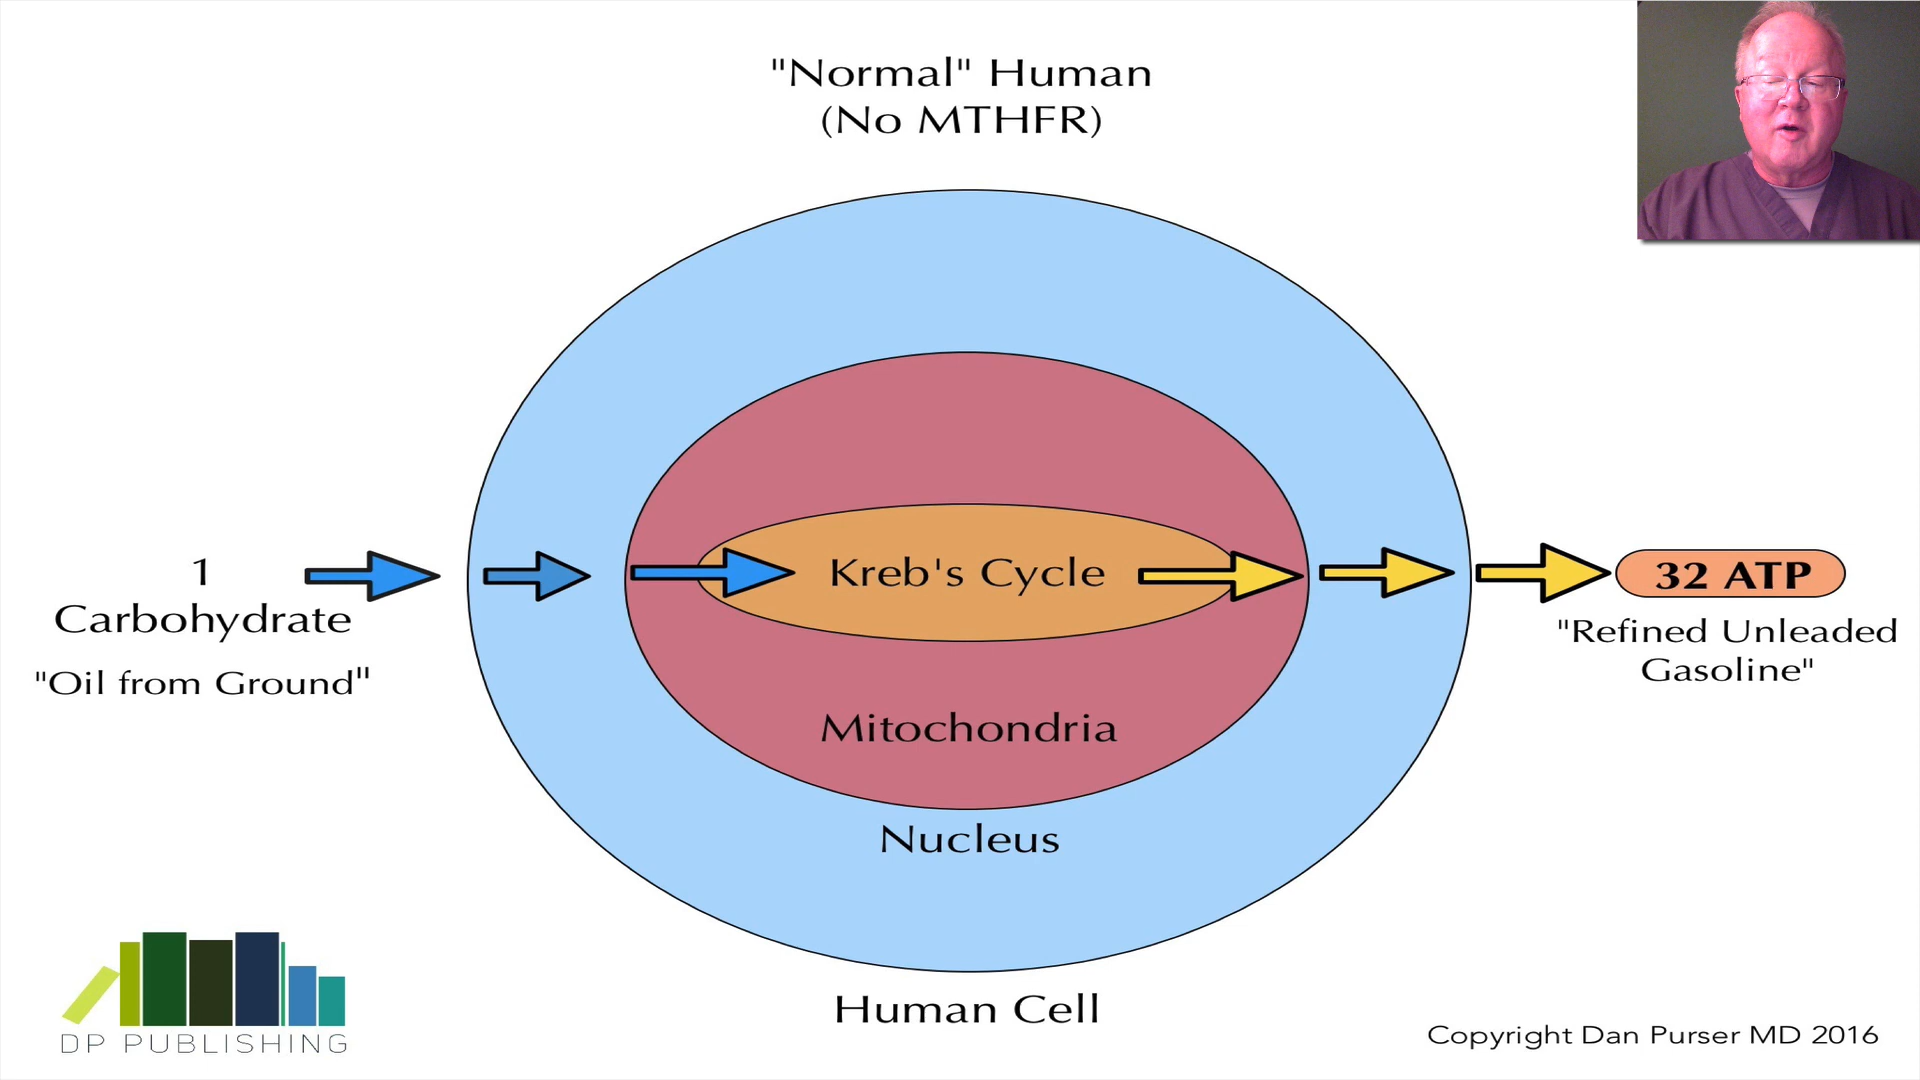 "Normal" Human
(No MTHFR)
1
Carbohydrate
"Oil from Ground"
Kreb's Cycle
32 ATP
"Refined Unleaded
Gasoline"
Mitochondria
Nucleus
Human Cell
DP PUBLISHING
Copyright Dan Purser MD 2016